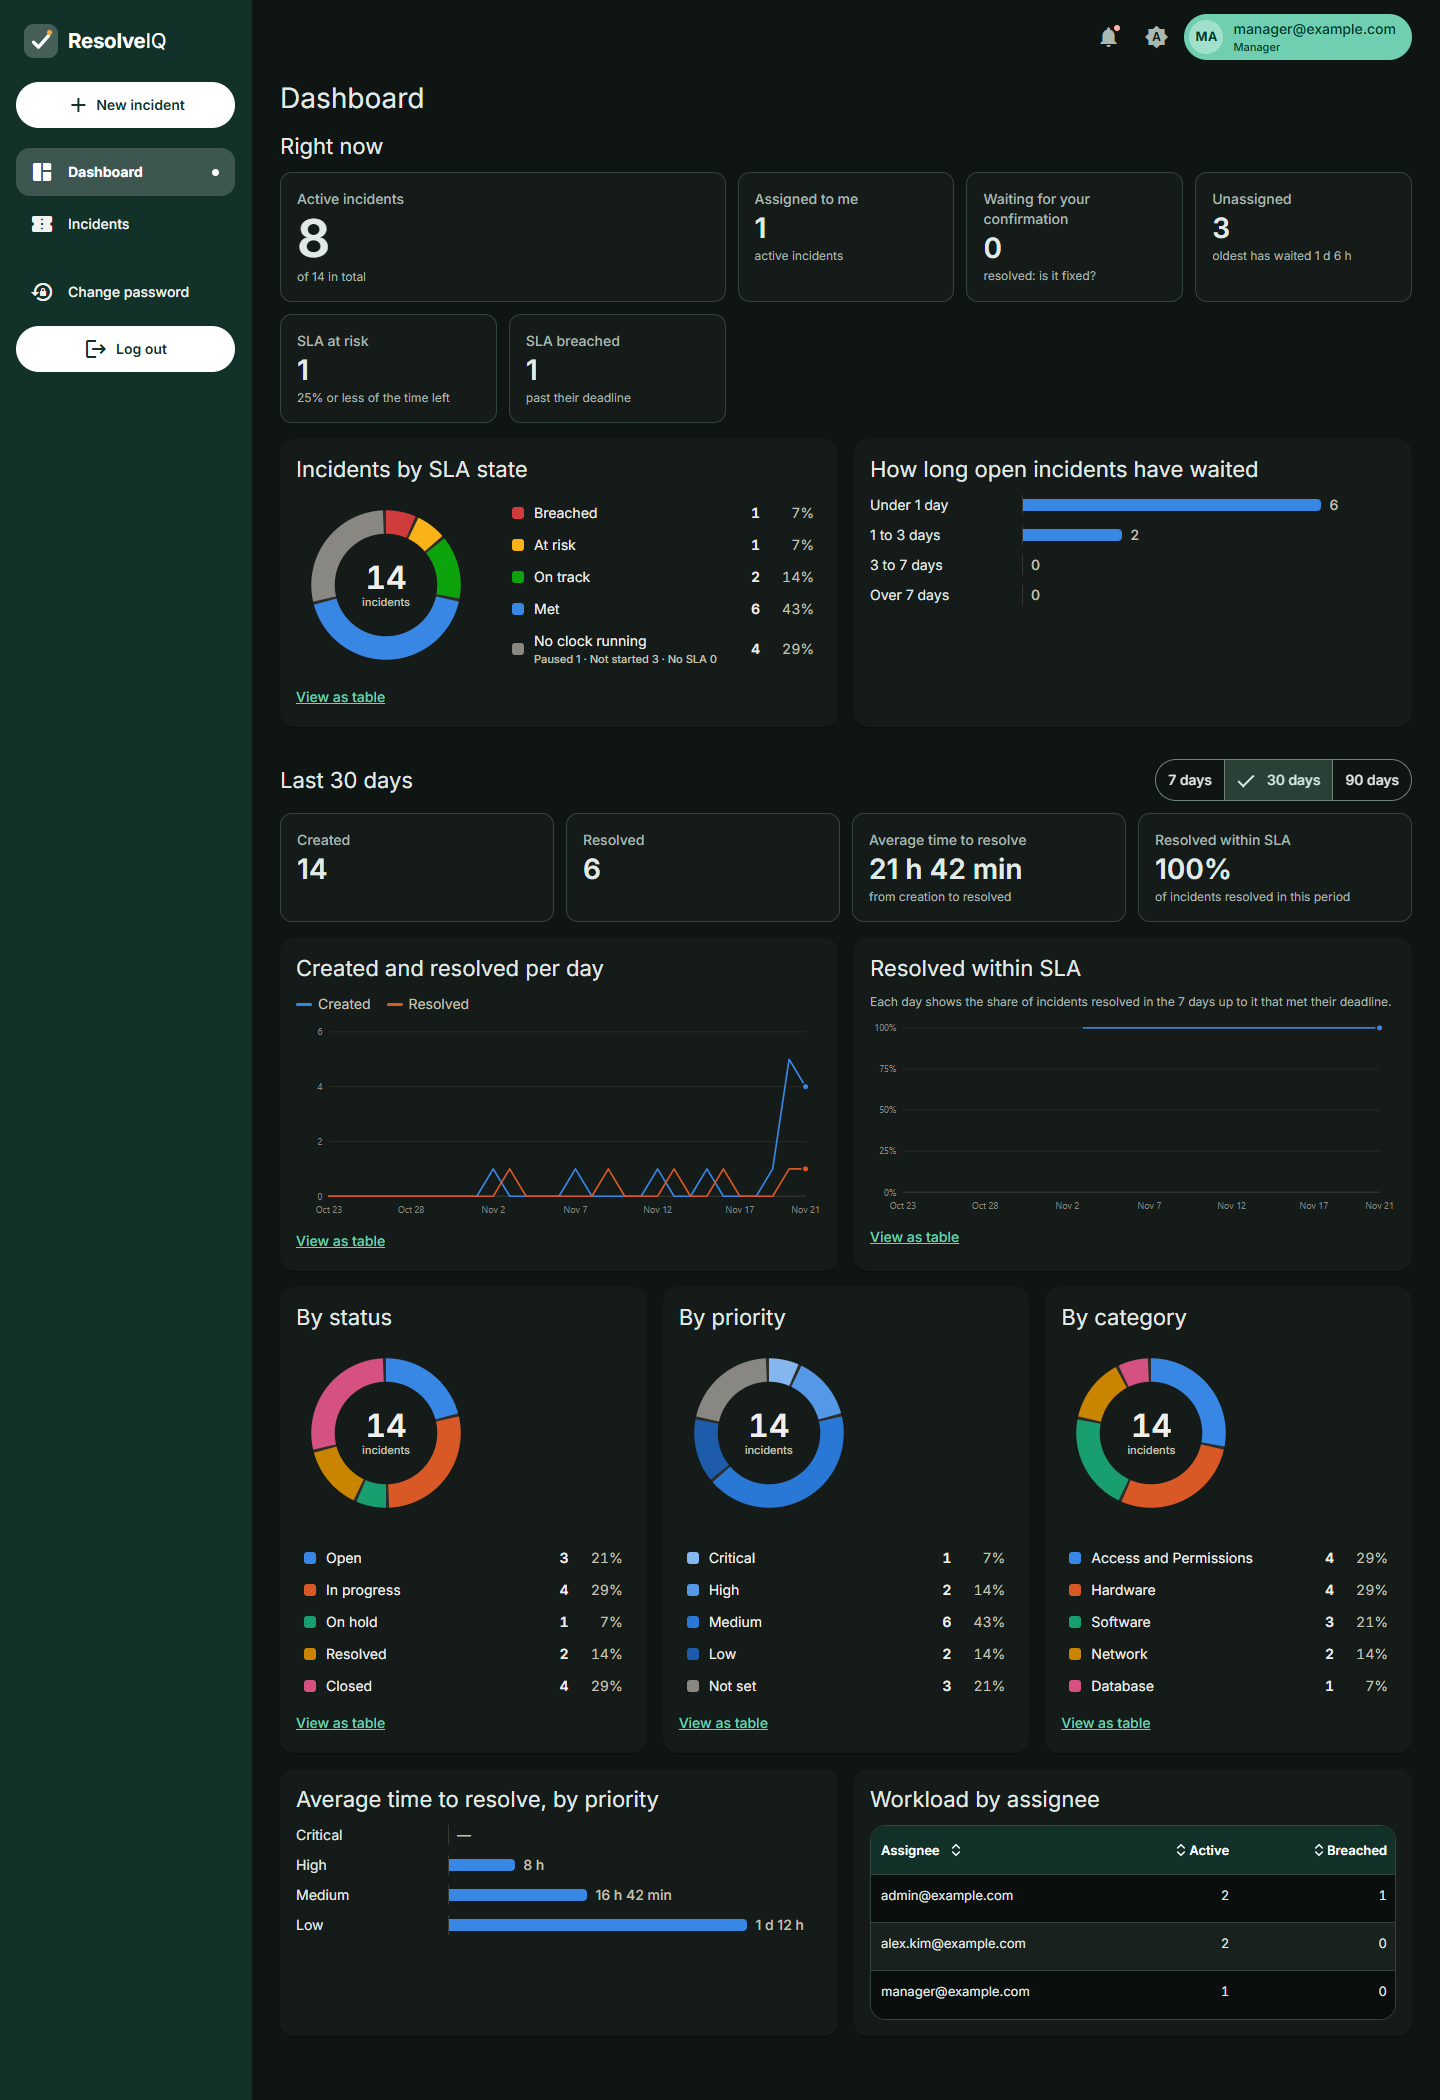 ResolveIQ
New incident
Dashboard
Incidents
Change password
Log out
A
MA
manager@example.com
Manager
Dashboard
Right now
Active incidents
8
of 14 in total
Assigned to me
1
active incidents
Waiting for your
confirmation
0
resolved: is it fixed?
Unassigned
3
oldest has waited 1 d 6 h
SLA at risk
1
25% or less of the time left
SLA breached
1
past their deadline
Incidents by SLA state
14
incidents
Breached 1 7%
At risk 1 7%
On track 2 14%
Met 6 43%
No clock running 4 29%
Paused 1 · Not started 3 · No SLA 0
View as table
How long open incidents have waited
Under 1 day 6
1 to 3 days 2
3 to 7 days 0
Over 7 days 0
Last 30 days
7 days
30 days
90 days
Created
14
Resolved
6
Average time to resolve
21 h 42 min
from creation to resolved
Resolved within SLA
100%
of incidents resolved in this period
Created and resolved per day
Created Resolved
6
4
2
0
Oct 23 Oct 28 Nov 2 Nov 7 Nov 12 Nov 17 Nov 21
View as table
Resolved within SLA
Each day shows the share of incidents resolved in the 7 days up to it that met their deadline.
100%
75%
50%
25%
0%
Oct 23 Oct 28 Nov 2 Nov 7 Nov 12 Nov 17 Nov 21
View as table
By status
14
incidents
Open 3 21%
In progress 4 29%
On hold 1 7%
Resolved 2 14%
Closed 4 29%
View as table
By priority
14
incidents
Critical 1 7%
High 2 14%
Medium 6 43%
Low 2 14%
Not set 3 21%
View as table
By category
14
incidents
Access and Permissions 4 29%
Hardware 4 29%
Software 3 21%
Network 2 14%
Database 1 7%
View as table
Average time to resolve, by priority
Critical —
High 8 h
Medium 16 h 42 min
Low 1 d 12 h
Workload by assignee
Assignee Active Breached
admin@example.com 2 1
alex.kim@example.com 2 0
manager@example.com 1 0